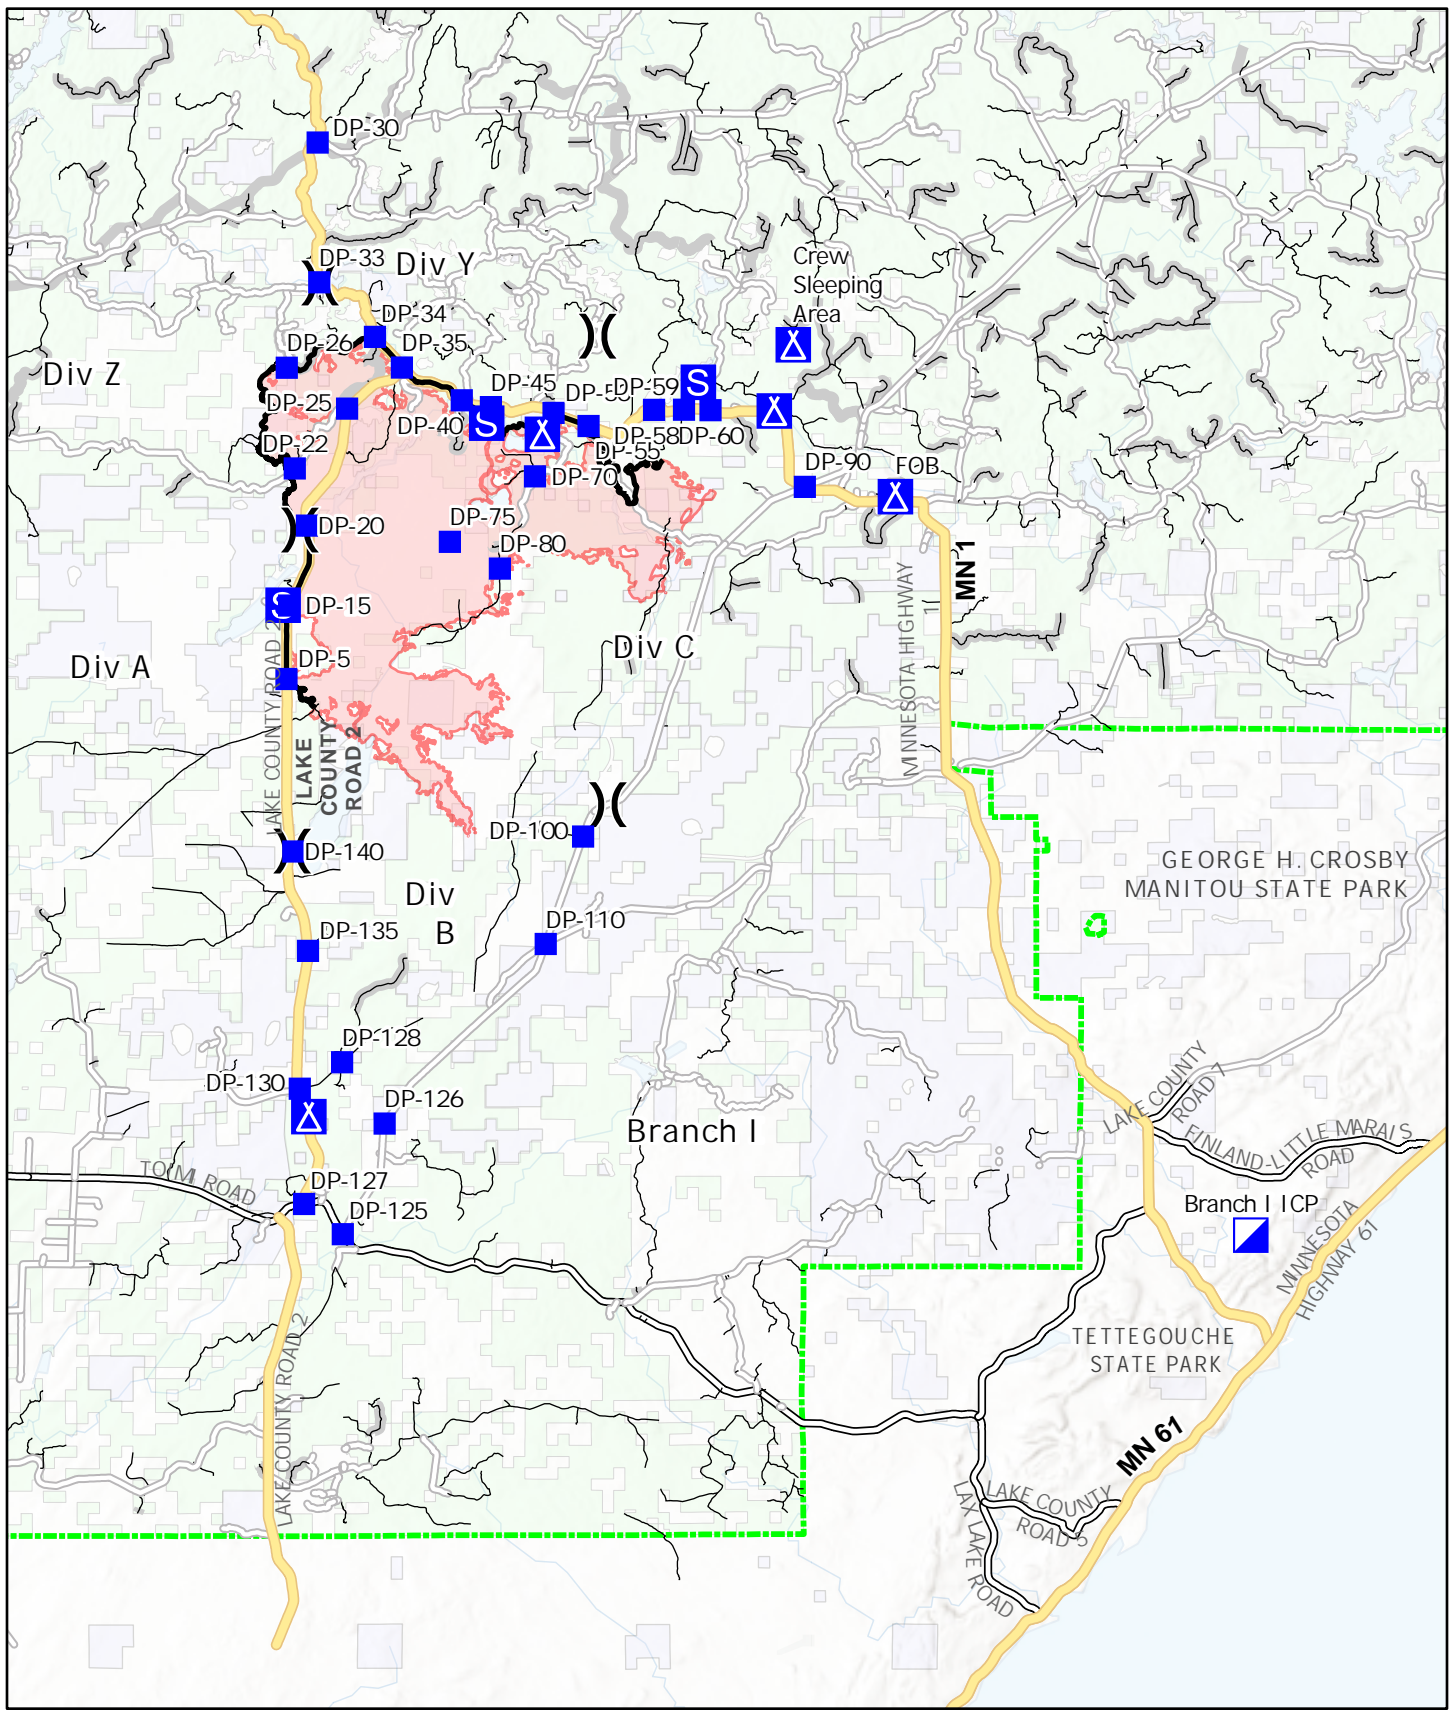 DP-30
DP-33
Div Y
Crew
Sleeping
Area
DP-34
DP-26
DP-35
Div Z
DP-45
DP-59
DP-25
DP-40
DP-58
DP-60
DP-22
DP-55
DP-90
FOB
DP-70
DP-75
DP-20
DP-80
MN 1
MINNESOTA HIGHWAY
1
S
S
S
DP-15
Div C
Div A
DP-5
LAKE COUNTY ROAD 2
LAKE
COUNTY
ROAD 2
DP-100
DP-140
GEORGE H. CROSBY
MANITOU STATE PARK
Div
B
DP-110
DP-135
DP-128
DP-130
DP-126
Branch I
LAKE COUNTY
ROAD 7
FINLAND-LITTLE MARAIS
ROAD
TOIMI ROAD
DP-127
DP-125
Branch I ICP
MINNESOTA
HIGHWAY 61
TETTEGOUCHE
STATE PARK
LAKE COUNTY ROAD 2
MN 61
LAKE COUNTY
ROAD 5
LAX LAKE ROAD